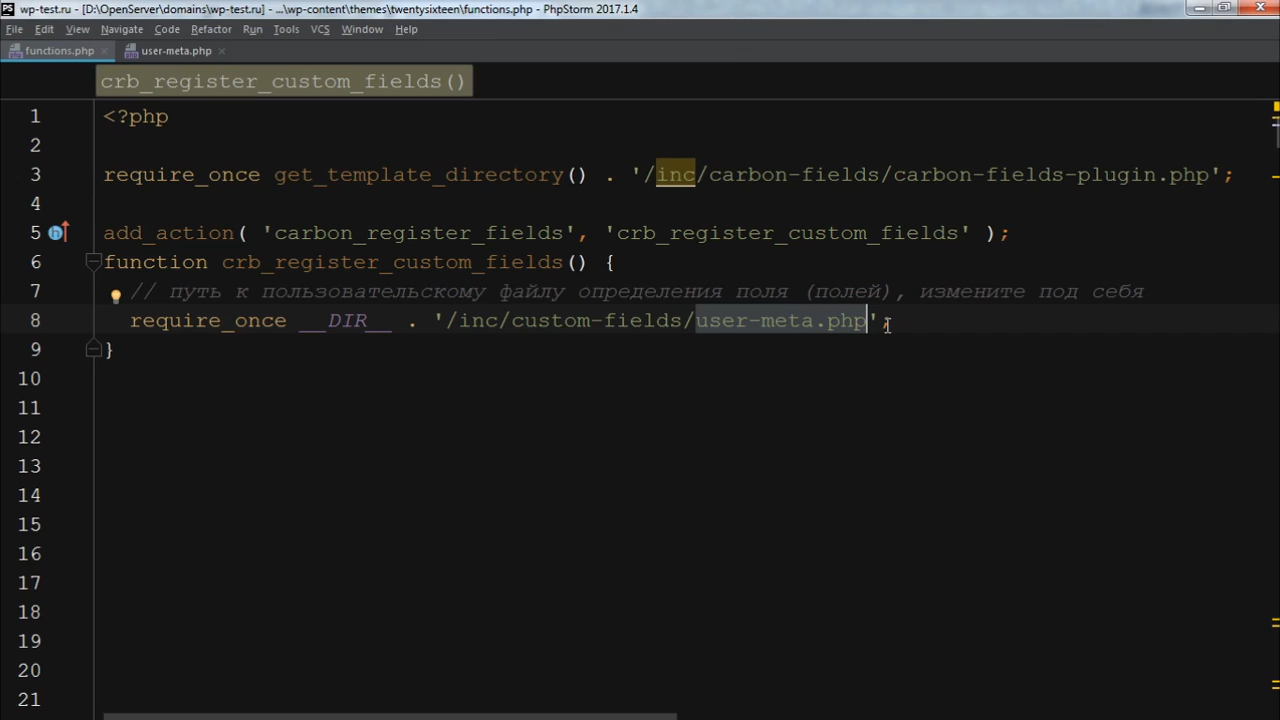 PS wp-test.ru - [D:\OpenServer\domains\wp-test.ru] - ...\wp-content\themes\twentysixteen\functions.php - PhpStorm 2017.1.4
File Edit View Navigate Code Refactor Run Tools VCS Window Help
functions.php × user-meta.php ×
crb_register_custom_fields()
1 <?php
2
3 require_once get_template_directory() . '/inc/carbon-fields/carbon-fields-plugin.php';
4
5 add_action( 'carbon_register_fields', 'crb_register_custom_fields' );
6 function crb_register_custom_fields() {
7 // путь к пользовательскому файлу определения поля (полей), измените под себя
8 require_once __DIR__ . '/inc/custom-fields/user-meta.php';
9 }
10
11
12
13
14
15
16
17
18
19
20
21